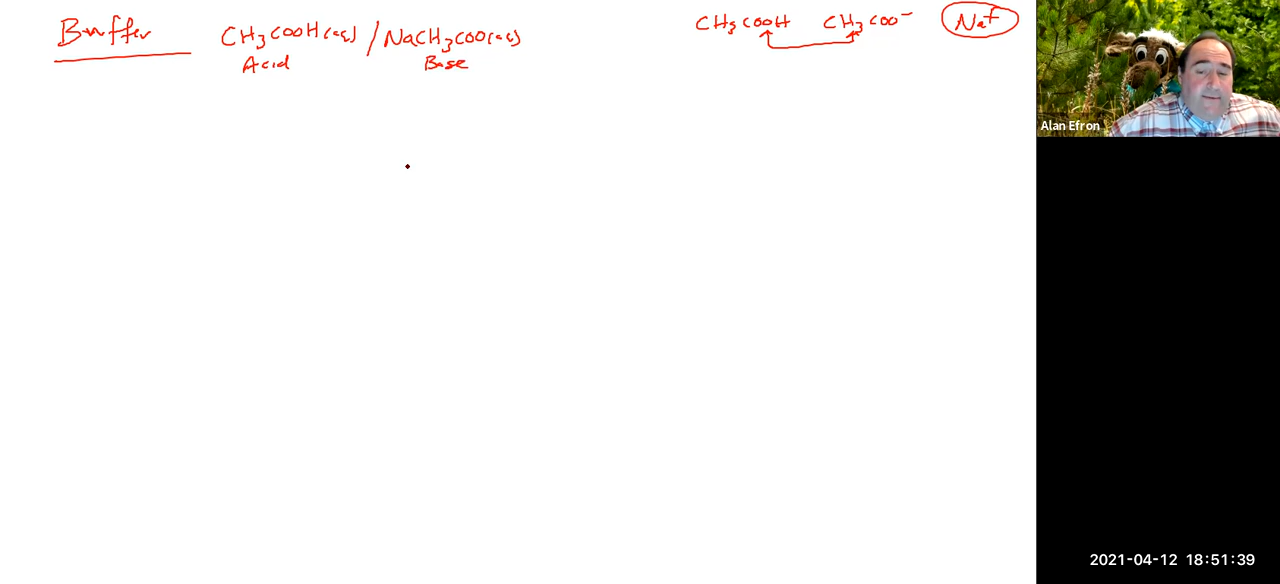 Buffer CH₃COOH(aq) / NaCH₃COO(aq)
Acid Base
CH₃COOH CH₃COO⁻ Na⁺
Alan Efron
2021-04-12 18:51:39